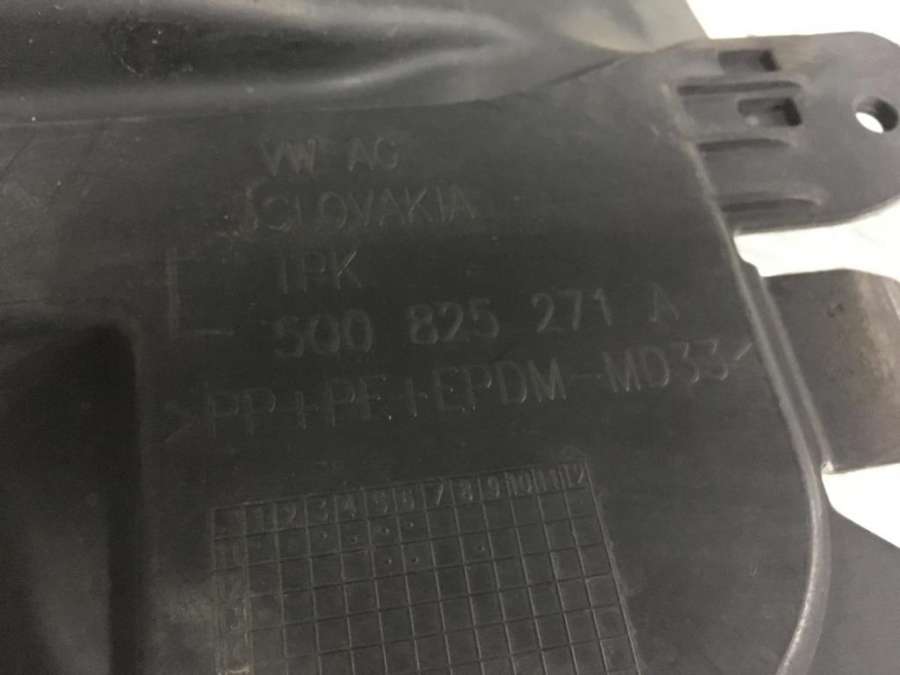 VW AG
SLOVAKIA
TPK
5Q0 825 271 A
>PP+PE+EPDM-MD33<
1 2 3 4 5 6 7 8 9 10 11 12